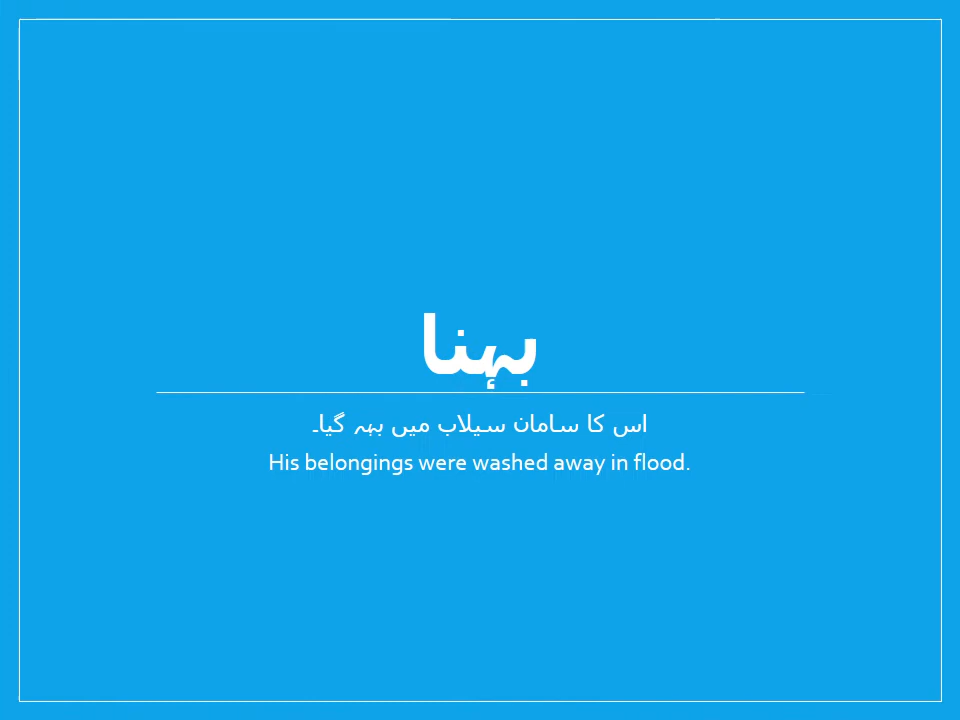 بہنا
اس کا سامان سیلاب میں بہہ گیا۔
His belongings were washed away in flood.